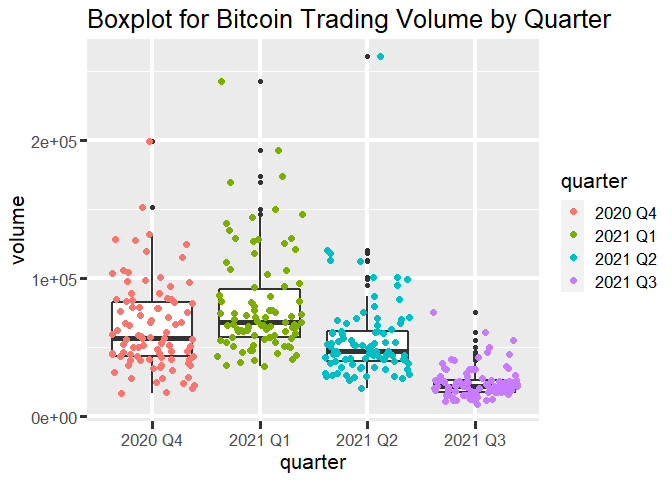 Boxplot for Bitcoin Trading Volume by Quarter
volume
2e+05
1e+05
0e+00
2020 Q4
2021 Q1
2021 Q2
2021 Q3
quarter
quarter
2020 Q4
2021 Q1
2021 Q2
2021 Q3